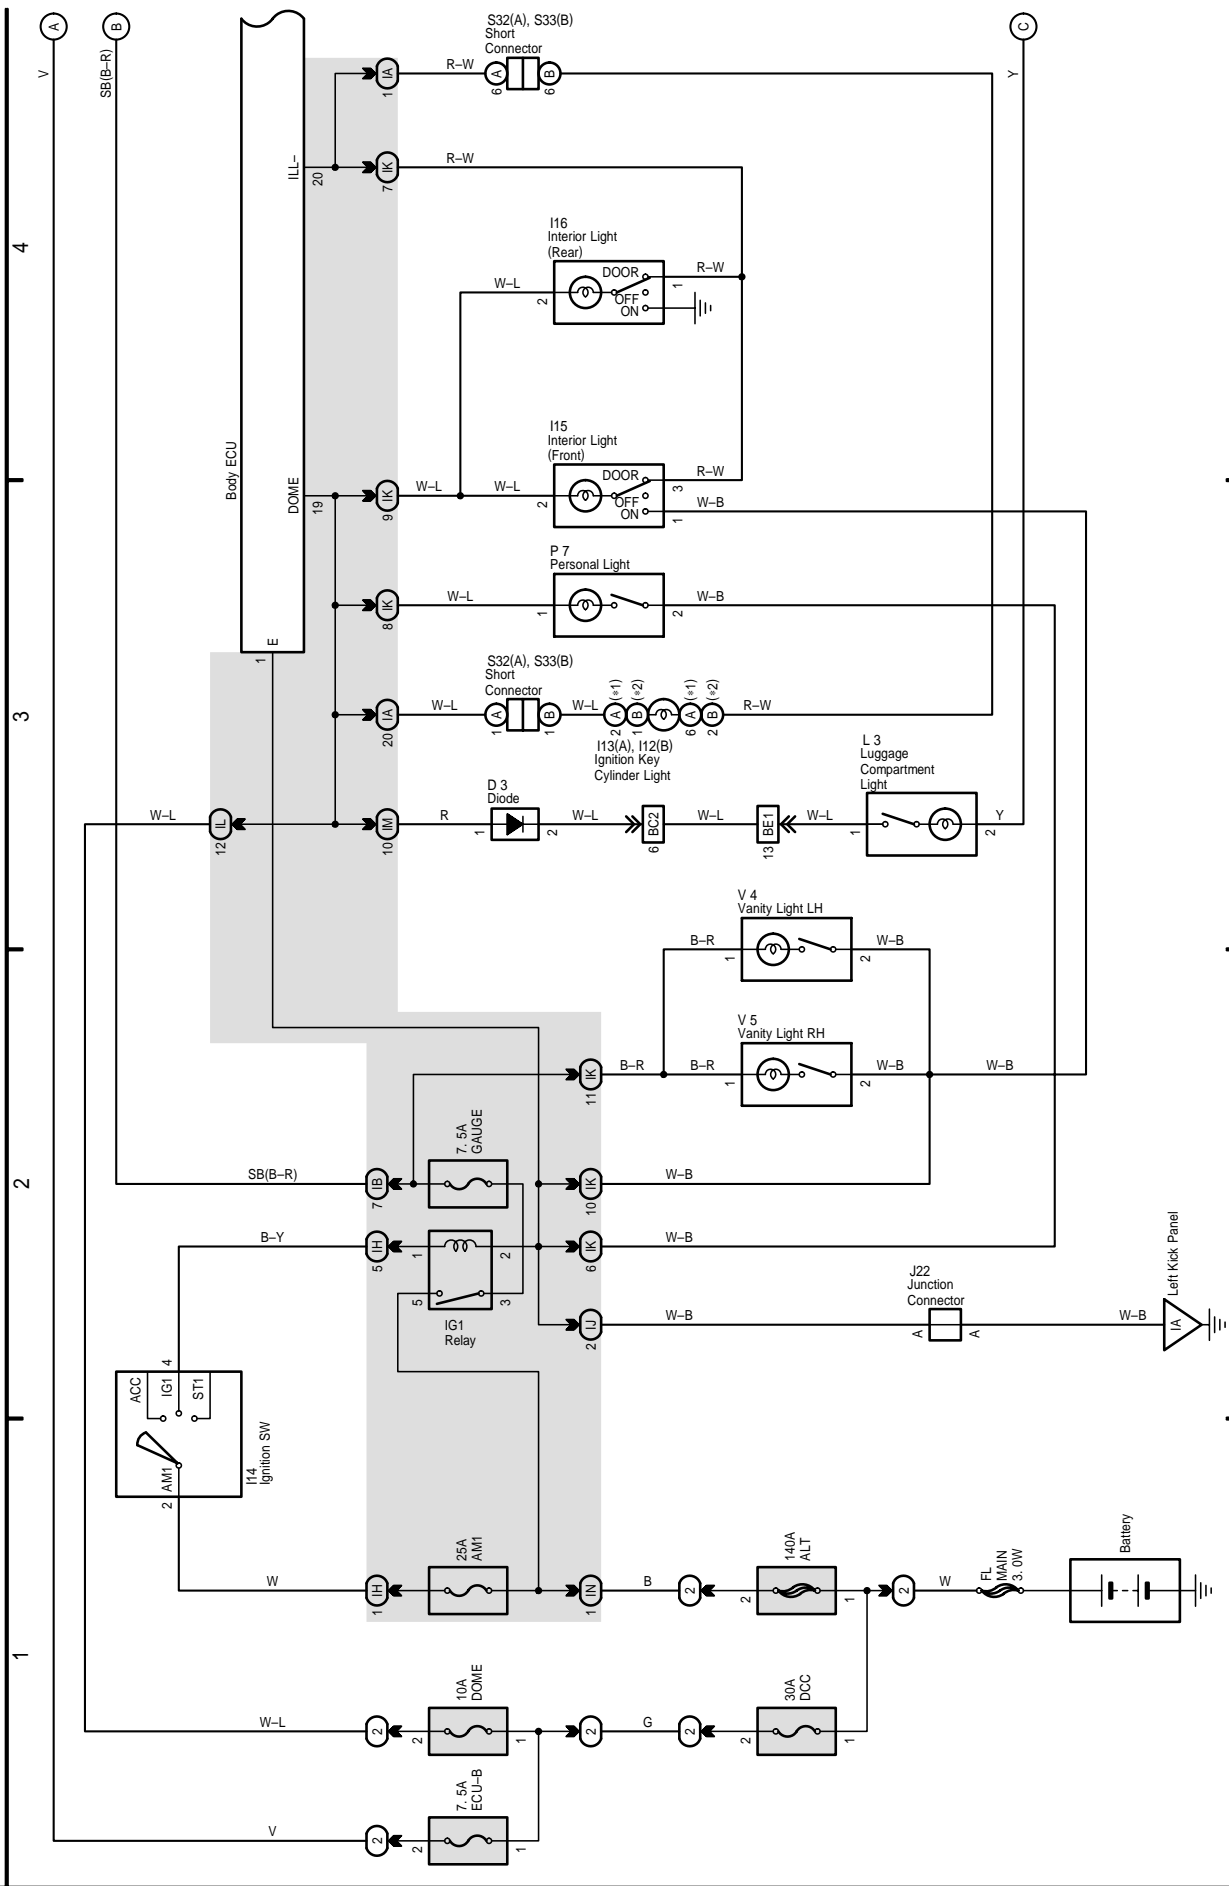 A
V
B
SB(B–R)
C
Y
S32(A), S33(B)
Short
Connector
1
IA
R–W
6
A
B
6
ILL–
20
7
IK
R–W
4
I16
Interior Light
(Rear)
W–L
2
DOOR
OFF
ON
1
R–W
Body ECU
I15
Interior Light
(Front)
DOME
19
9
IK
W–L
W–L
2
DOOR
OFF
ON
3
1
R–W
W–B
P 7
Personal Light
8
IK
W–L
1
2
W–B
1
E
S32(A), S33(B)
Short
Connector
3
20
IA
W–L
1
A
B
1
W–L
2
A
(*1)
1
B
(*2)
6
A
(*1)
2
B
(*2)
R–W
I13(A), I12(B)
Ignition Key
Cylinder Light
L 3
Luggage
Compartment
Light
D 3
Diode
W–L
12
IL
10
IM
R
1
2
W–L
6
BC2
W–L
13
BE1
W–L
1
2
Y
V 4
Vanity Light LH
B–R
1
2
W–B
V 5
Vanity Light RH
11
IK
B–R
B–R
1
2
W–B
W–B
7. 5A
GAUGE
2
SB(B–R)
7
IB
10
IK
W–B
B–Y
5
IH
1
2
6
IK
W–B
5
3
IG1
Relay
2
IJ
W–B
J22
Junction
Connector
A
A
W–B
IA
Left Kick Panel
ACC
IG1
ST1
4
AM1
2
I14
Ignition SW
W
1
IH
25A
AM1
1
IN
B
2
140A
ALT
2
1
2
W
FL
MAIN
3. 0W
Battery
1
W–L
2
10A
DOME
2
1
2
G
2
30A
DCC
2
1
V
2
7. 5A
ECU–B
2
1